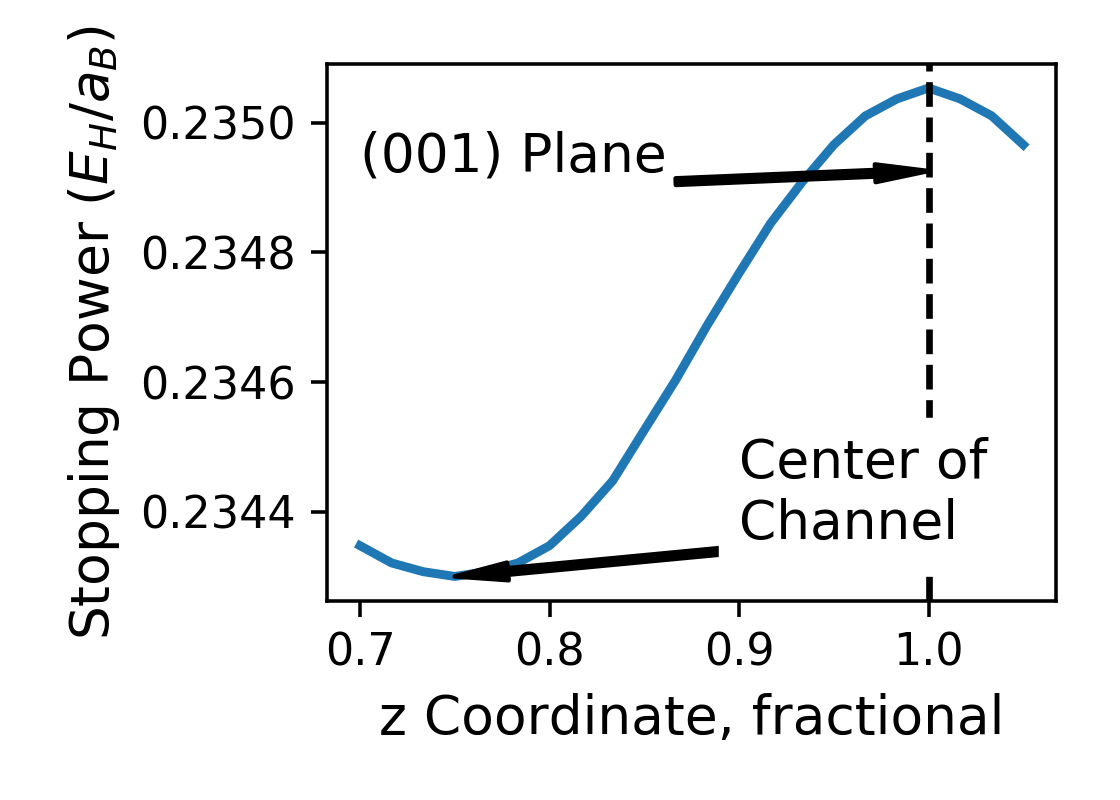 Stopping Power (E_H/a_B)
0.2350
0.2348
0.2346
0.2344
(001) Plane
Center of
Channel
0.7 0.8 0.9 1.0
z Coordinate, fractional